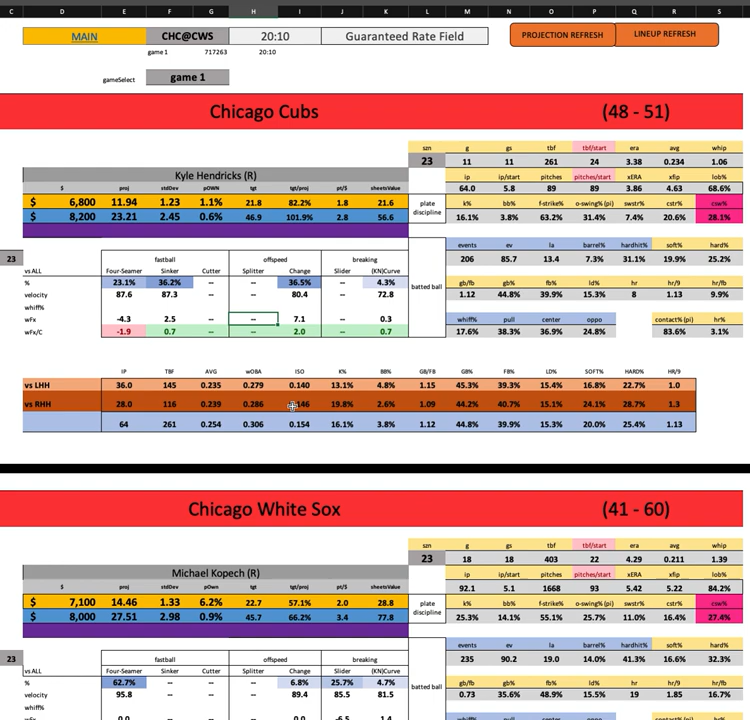 C D E F G H I J K L M N O P Q R S
MAIN CHC@CWS 20:10 Guaranteed Rate Field PROJECTION REFRESH LINEUP REFRESH
game 1 717263 20:10
gameSelect game 1
Chicago Cubs (48 - 51)
szn g gs tbf tbf/start era avg whip
23 11 11 261 24 3.38 0.234 1.06
Kyle Hendricks (R) ip ip/start pitches pitches/start xERA xfip lob%
$ proj stdDev pOWN tgt tgt/proj pt/$ sheetsValue 64.0 5.8 89 89 3.86 4.63 68.6%
$ 6,800 11.94 1.23 1.1% 21.8 82.2% 1.8 21.6 plate discipline k% bb% f-strike% o-swing% (pi) swstr% cstr% csw%
$ 8,200 23.21 2.45 0.6% 46.9 101.9% 2.8 56.6 16.1% 3.8% 63.2% 31.4% 7.4% 20.6% 28.1%
events ev la barrel% hardhit% soft% hard%
23 fastball offspeed breaking batted ball 206 85.7 13.4 7.3% 31.1% 19.9% 25.2%
vs ALL Four-Seamer Sinker Cutter Splitter Change Slider (KN)Curve gb/fb gb% fb% ld% hr hr/9 hr/fb
% 23.1% 36.2% -- -- 36.5% -- 4.3% 1.12 44.8% 39.9% 15.3% 8 1.13 9.9%
velocity 87.6 87.3 -- -- 80.4 -- 72.8
whiff% whiff% pull center oppo contact% (pi) hr%
wFx -4.3 2.5 -- -- 7.1 -- 0.3 17.6% 38.3% 36.9% 24.8% 83.6% 3.1%
wFx/C -1.9 0.7 -- -- 2.0 -- 0.7
IP TBF AVG wOBA ISO K% BB% GB/FB GB% FB% LD% SOFT% HARD% HR/9
vs LHH 36.0 145 0.235 0.279 0.140 13.1% 4.8% 1.15 45.3% 39.3% 15.4% 16.8% 22.7% 1.0
vs RHH 28.0 116 0.239 0.286 146 19.8% 2.6% 1.09 44.2% 40.7% 15.1% 24.1% 28.7% 1.3
64 261 0.254 0.306 0.154 16.1% 3.8% 1.12 44.8% 39.9% 15.3% 20.0% 25.4% 1.13
Chicago White Sox (41 - 60)
szn g gs tbf tbf/start era avg whip
23 18 18 403 22 4.29 0.211 1.39
Michael Kopech (R) ip ip/start pitches pitches/start xERA xfip lob%
$ proj stdDev pOwn tgt tgt/proj pt/$ sheetsValue 92.1 5.1 1668 93 5.42 5.22 84.2%
$ 7,100 14.46 1.33 6.2% 22.7 57.1% 2.0 28.8 plate discipline k% bb% f-strike% o-swing% (pi) swstr% cstr% csw%
$ 8,000 27.51 2.98 0.9% 45.7 66.2% 3.4 77.8 25.3% 14.1% 55.1% 25.7% 11.0% 16.4% 27.4%
events ev la barrel% hardhit% soft% hard%
23 fastball offspeed breaking batted ball 235 90.2 19.0 14.0% 41.3% 16.6% 32.3%
vs ALL Four-Seamer Sinker Cutter Splitter Change Slider (KN)Curve gb/fb gb% fb% ld% hr hr/9 hr/fb
% 62.7% -- -- -- 6.8% 25.7% 4.7% 0.73 35.6% 48.9% 15.5% 19 1.85 16.7%
velocity 95.8 -- -- -- 89.4 85.5 81.5
whiff% whiff% pull center oppo contact% (pi) hr%